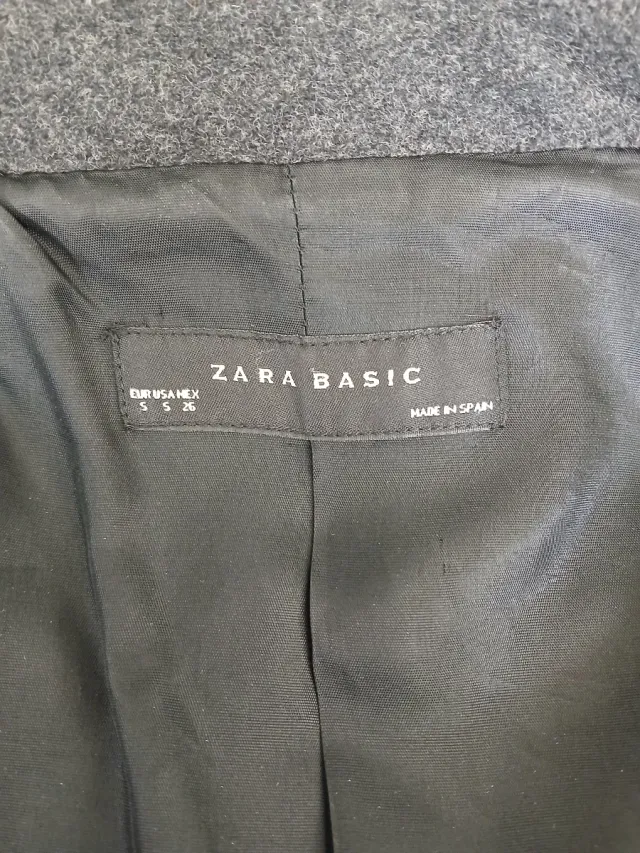 ZARA BASIC
EUR USA MEX
S S 26
MADE IN SPAIN